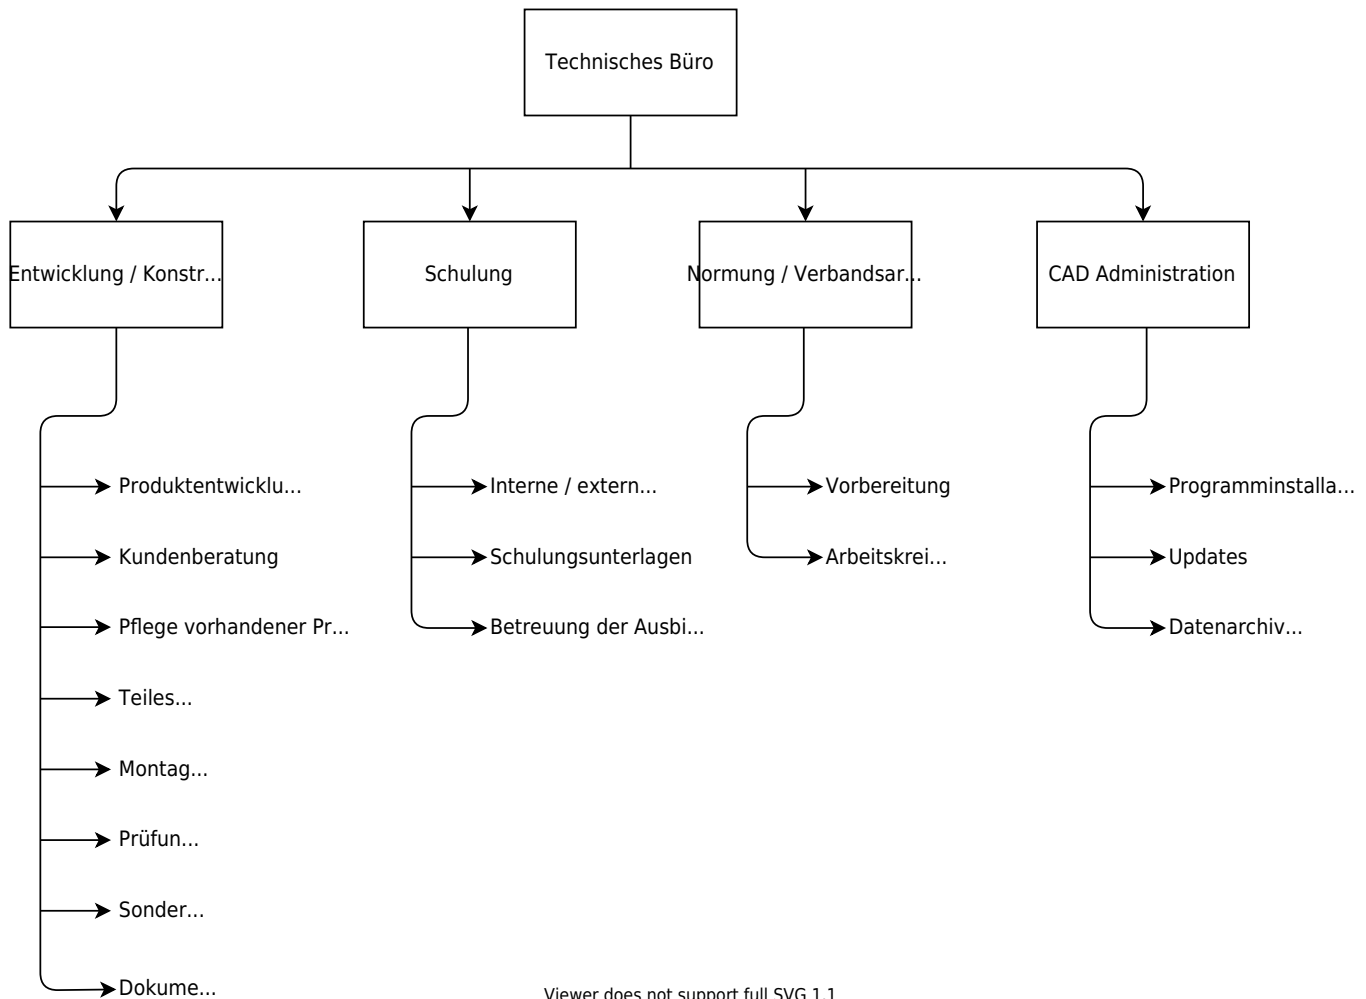 Technisches Büro
Entwicklung / Konstr...
Schulung
Normung / Verbandsar...
CAD Administration
Produktentwicklu...
Kundenberatung
Pflege vorhandener Pr...
Teiles...
Montag...
Prüfun...
Sonder...
Dokume...
Interne / extern...
Schulungsunterlagen
Betreuung der Ausbi...
Vorbereitung
Arbeitskrei...
Programminstalla...
Updates
Datenarchiv...
Viewer does not support full SVG 1.1